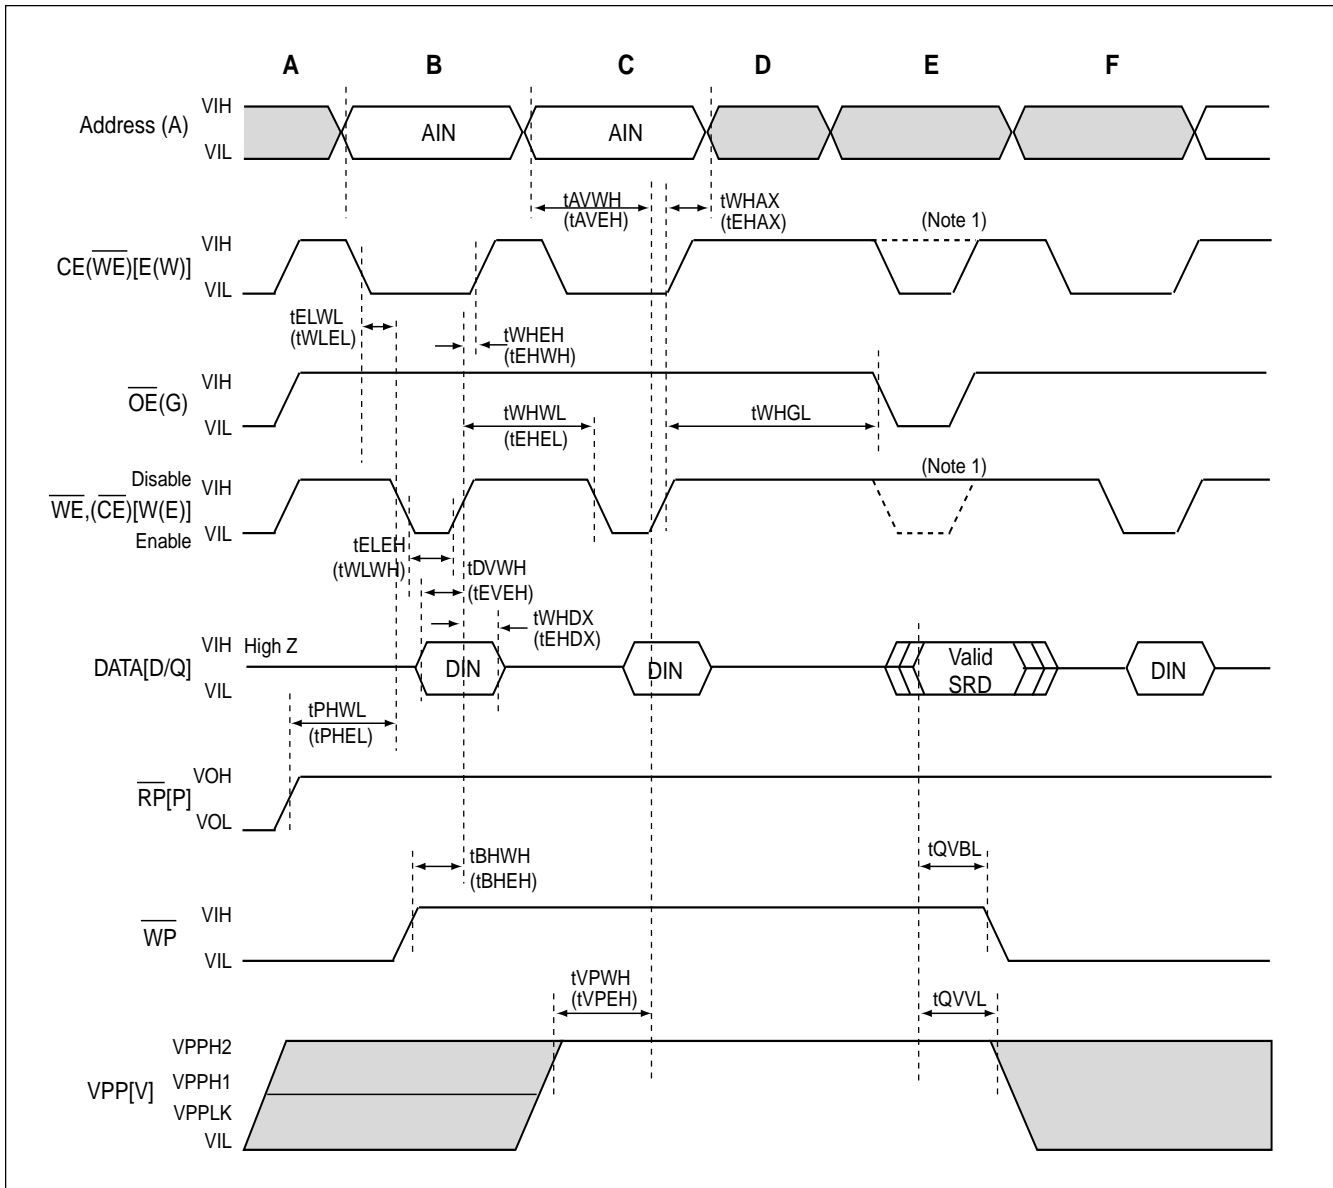 A B C D E F
Address (A)
VIH
VIL
AIN
AIN
tAVWH
(tAVEH)
tWHAX
(tEHAX)
CE(WE)[E(W)]
VIH
VIL
(Note 1)
tELWL
(tWLEL)
tWHEH
(tEHWH)
OE(G)
VIH
VIL
tWHWL
(tEHEL)
tWHGL
Disable
VIH
WE,(CE)[W(E)]
Enable
VIL
(Note 1)
tELEH
(tWLWH)
tDVWH
(tEVEH)
tWHDX
(tEHDX)
DATA[D/Q]
VIH
High Z
VIL
DIN
DIN
Valid
SRD
DIN
tPHWL
(tPHEL)
RP[P]
VOH
VOL
tBHWH
(tBHEH)
tQVBL
WP
VIH
VIL
tVPWH
(tVPEH)
tQVVL
VPP[V]
VPPH2
VPPH1
VPPLK
VIL